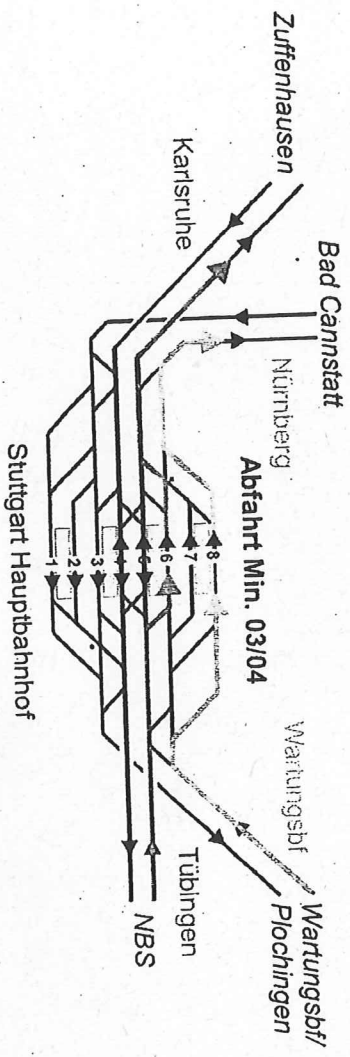 Zuffenhausen
Karlsruhe
Bad Cannstatt
Nürnberg
Abfahrt Min. 03/04
Stuttgart Hauptbahnhof
1
2
3
4
5
6
7
8
Wartungsbf
Wartungsbf/
Plochingen
Tübingen
NBS